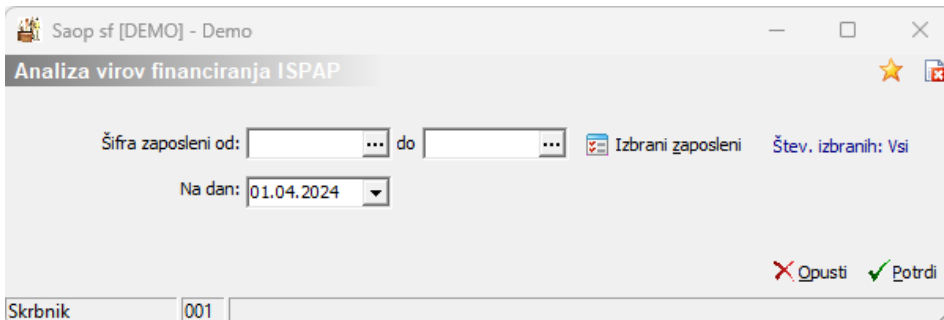 Saop sf [DEMO] - Demo
Analiza virov financiranja ISPAP
Šifra zaposleni od: ... do ... Izbrani zaposleni Štev. izbranih: Vsi
Na dan: 01.04.2024
Opusti Potrdi
Skrbnik 001